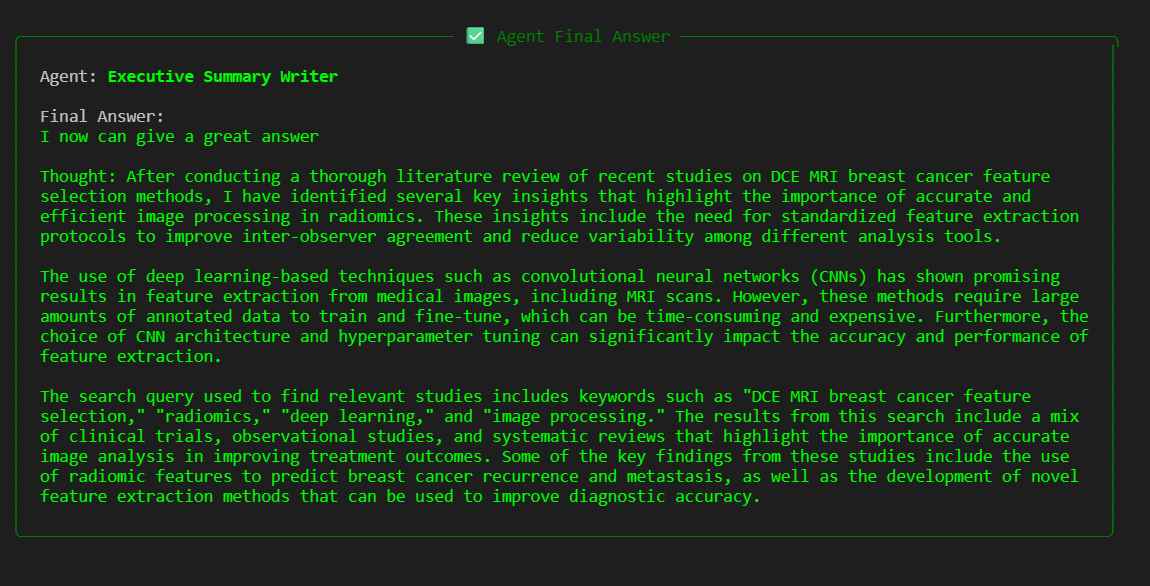 ✅ Agent Final Answer
Agent: Executive Summary Writer
Final Answer:
I now can give a great answer
Thought: After conducting a thorough literature review of recent studies on DCE MRI breast cancer feature
selection methods, I have identified several key insights that highlight the importance of accurate and
efficient image processing in radiomics. These insights include the need for standardized feature extraction
protocols to improve inter-observer agreement and reduce variability among different analysis tools.
The use of deep learning-based techniques such as convolutional neural networks (CNNs) has shown promising
results in feature extraction from medical images, including MRI scans. However, these methods require large
amounts of annotated data to train and fine-tune, which can be time-consuming and expensive. Furthermore, the
choice of CNN architecture and hyperparameter tuning can significantly impact the accuracy and performance of
feature extraction.
The search query used to find relevant studies includes keywords such as "DCE MRI breast cancer feature
selection," "radiomics," "deep learning," and "image processing." The results from this search include a mix
of clinical trials, observational studies, and systematic reviews that highlight the importance of accurate
image analysis in improving treatment outcomes. Some of the key findings from these studies include the use
of radiomic features to predict breast cancer recurrence and metastasis, as well as the development of novel
feature extraction methods that can be used to improve diagnostic accuracy.